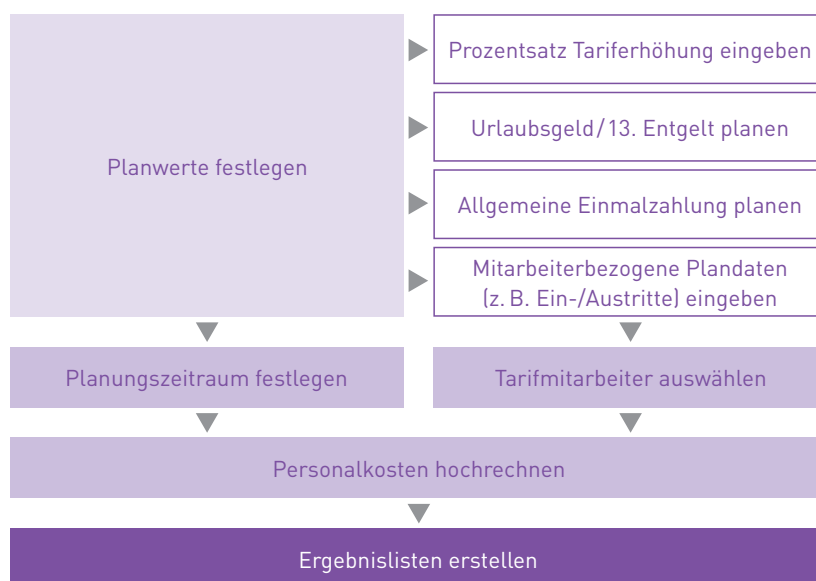 Planwerte festlegen
Prozentsatz Tariferhöhung eingeben
Urlaubsgeld/13. Entgelt planen
Allgemeine Einmalzahlung planen
Mitarbeiterbezogene Plandaten
(z. B. Ein-/Austritte) eingeben
Planungszeitraum festlegen
Tarifmitarbeiter auswählen
Personalkosten hochrechnen
Ergebnislisten erstellen